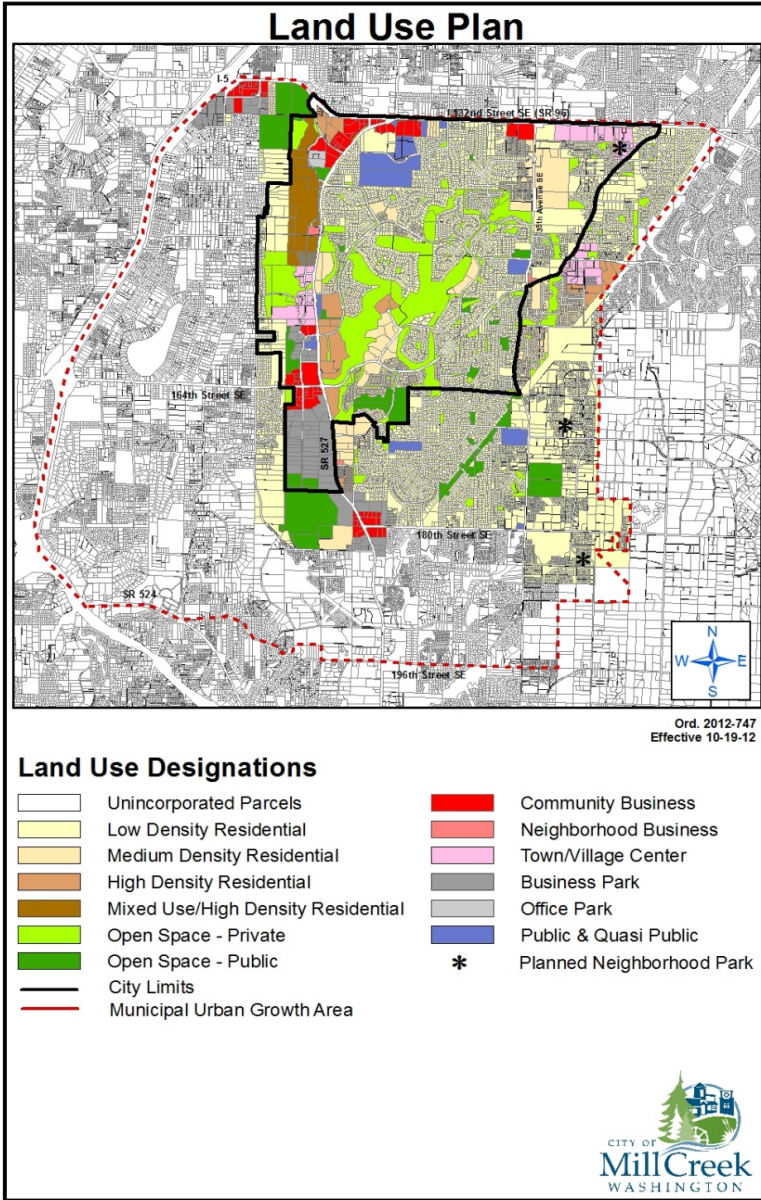 Land Use Plan
I-5
132nd Street SE (SR 96)
35th Avenue SE
164th Street SE
SR 527
180th Street SE
SR 524
196th Street SE
N
W E
S
Ord. 2012-747
Effective 10-19-12
Land Use Designations
Unincorporated Parcels
Low Density Residential
Medium Density Residential
High Density Residential
Mixed Use/High Density Residential
Open Space - Private
Open Space - Public
City Limits
Municipal Urban Growth Area
Community Business
Neighborhood Business
Town/Village Center
Business Park
Office Park
Public & Quasi Public
* Planned Neighborhood Park
CITY OF
Mill Creek
WASHINGTON